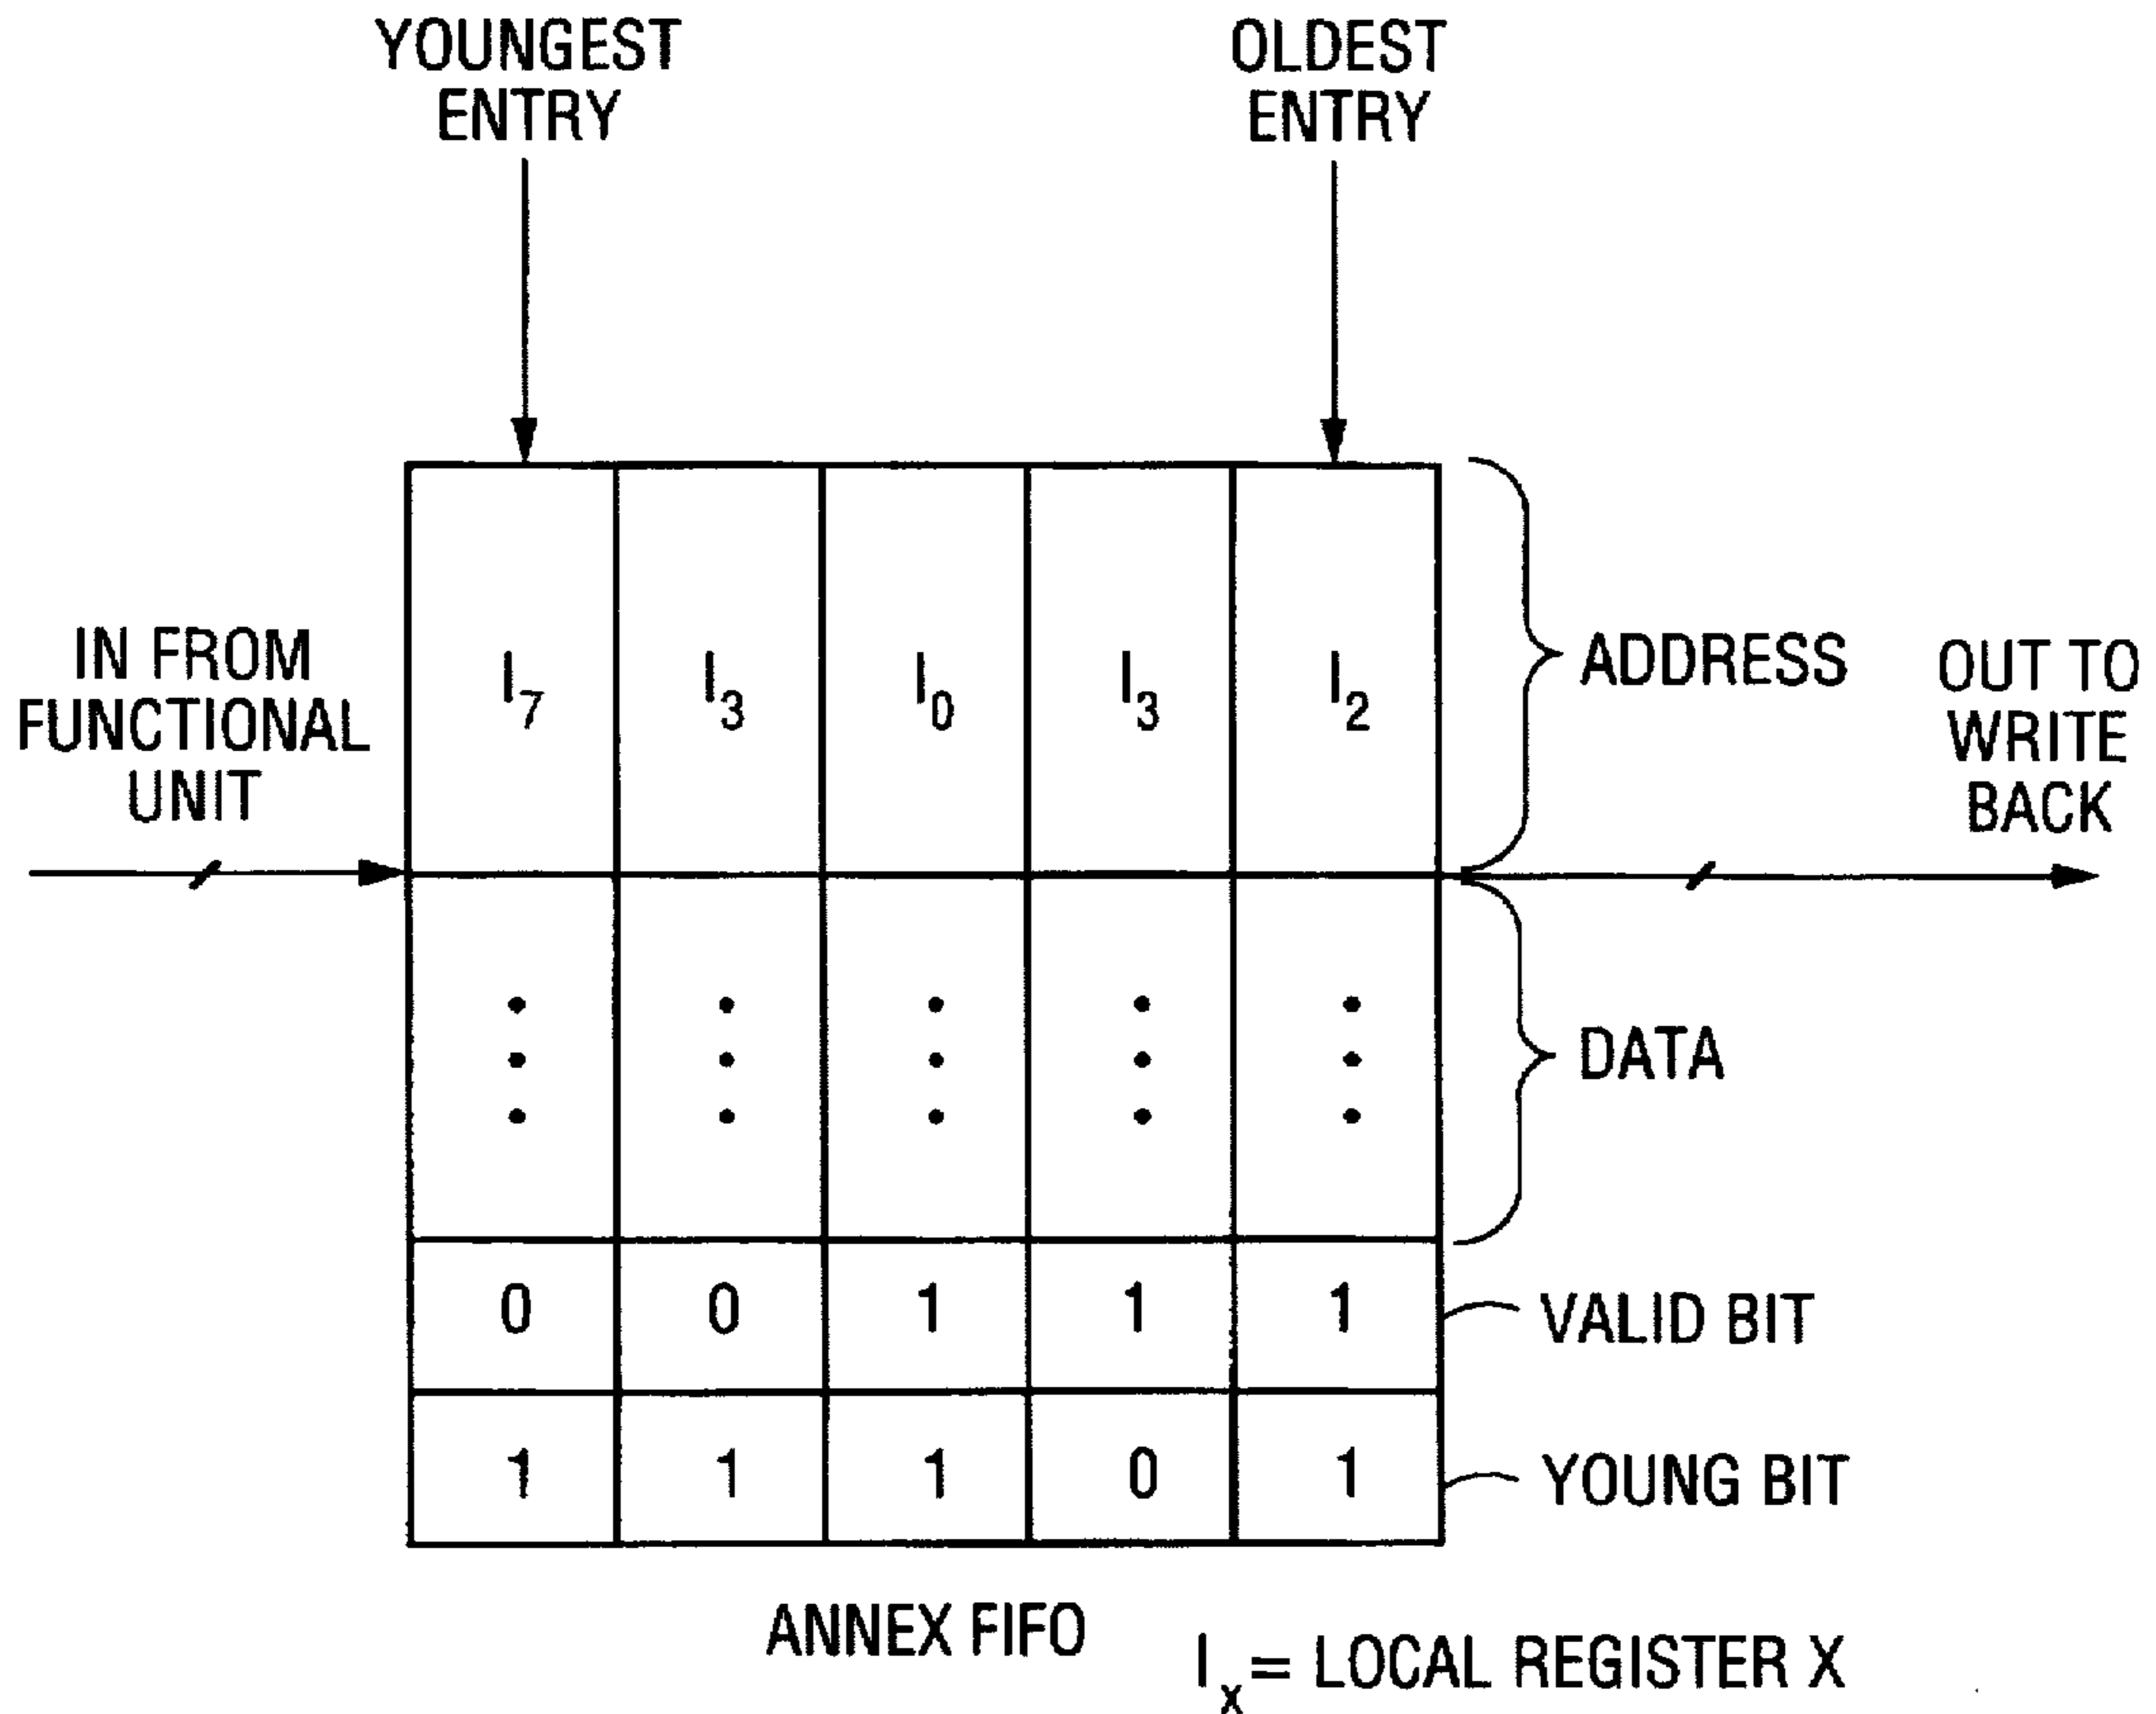 YOUNGEST
ENTRY
OLDEST
ENTRY
IN FROM
FUNCTIONAL
UNIT
l₇ l₃ l₀ l₃ l₂
ADDRESS
OUT TO
WRITE
BACK
DATA
0 0 1 1 1
VALID BIT
1 1 1 0 1
YOUNG BIT
ANNEX FIFO
lₓ= LOCAL REGISTER X